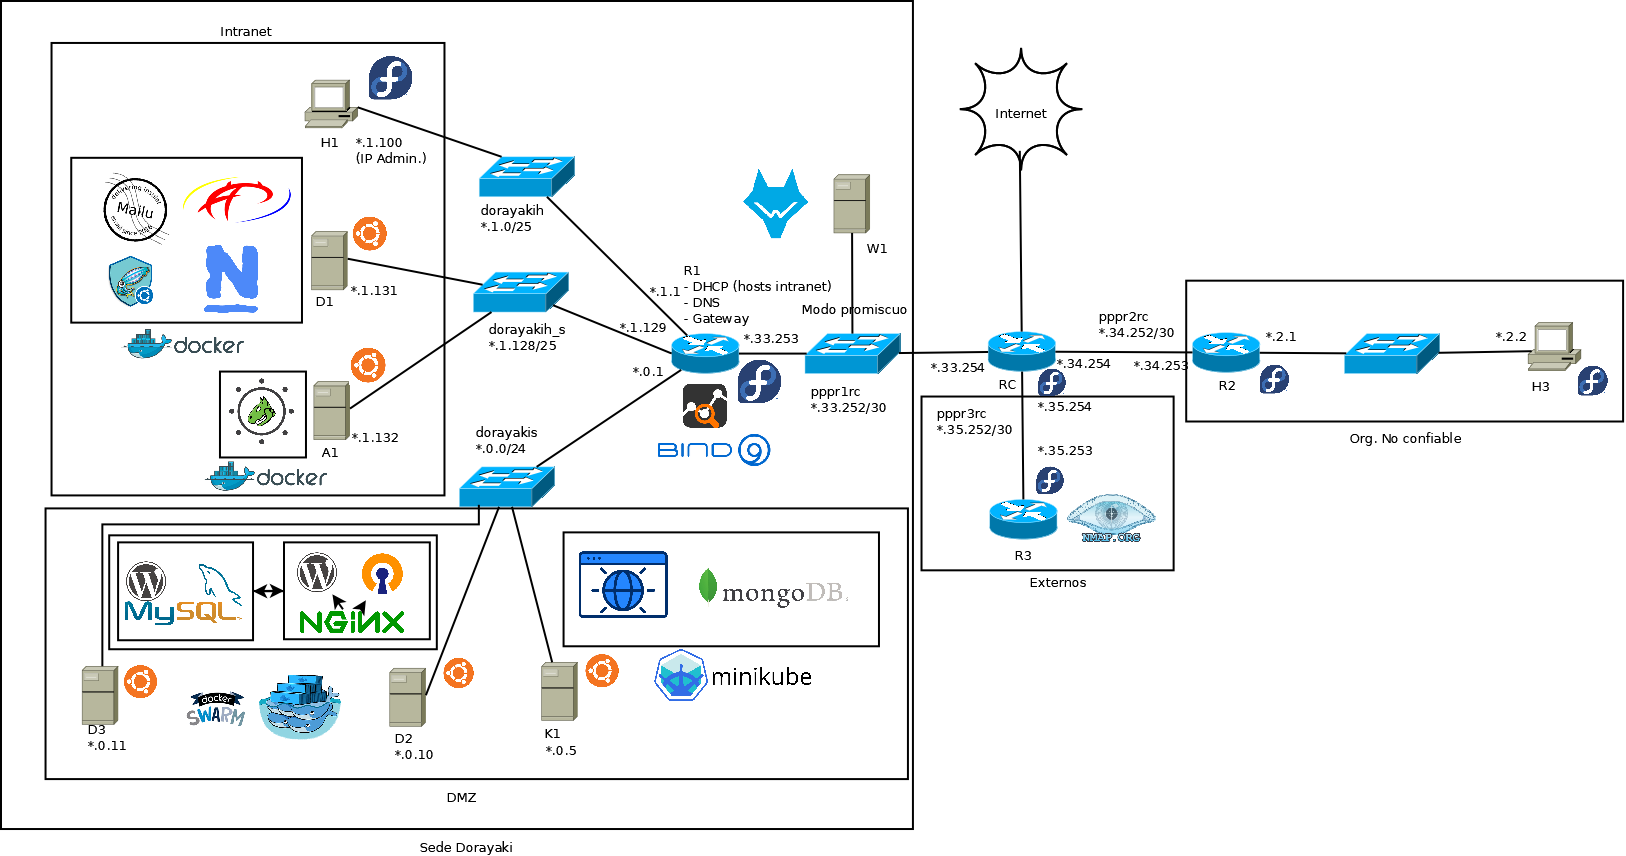 Intranet
H1
*.1.100
(IP Admin.)
delivering insular
Mailu
D1
*.1.131
docker
A1
*.1.132
docker
dorayakih
*.1.0/25
dorayakih_s
*.1.128/25
dorayakis
*.0.0/24
*.1.1
*.1.129
*.0.1
R1
- DHCP (hosts intranet)
- DNS
- Gateway
*.33.253
BIND 9
W1
Modo promiscuo
pppr1rc
*.33.252/30
*.33.254
Internet
RC
*.34.254
*.35.254
pppr2rc
*.34.252/30
*.34.253
R2
*.2.1
*.2.2
H3
Org. No confiable
pppr3rc
*.35.252/30
*.35.253
R3
NMAP.ORG
Externos
MySQL
NGINX
mongoDB
minikube
docker
SWARM
D3
*.0.11
D2
*.0.10
K1
*.0.5
DMZ
Sede Dorayaki